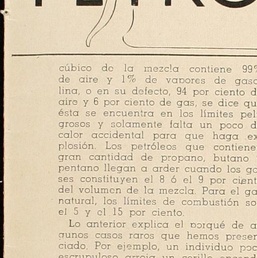 cúbico de la mezcla contiene 99%
de aire y 1% de vapores de gaso
lina, o en su defecto, 94 por ciento d
aire y 6 por ciento de gas, se dice qu
ésta se encuentra en los límites peli
grosos y solamente falta un poco d
calor accidental para que haga ex
plosión. Los petróleos que contiene
gran cantidad de propano, butano
pentano llegan a arder cuando los ga
ses constituyen el 8 ó el 9 por cient
del volumen de la mezcla. Para el ga
natural, los límites de combustión so
el 5 y el 15 por ciento.
Lo anterior explica el porqué de a
gunos casos raros que hemos presen
ciado. Por ejemplo, un individuo poc